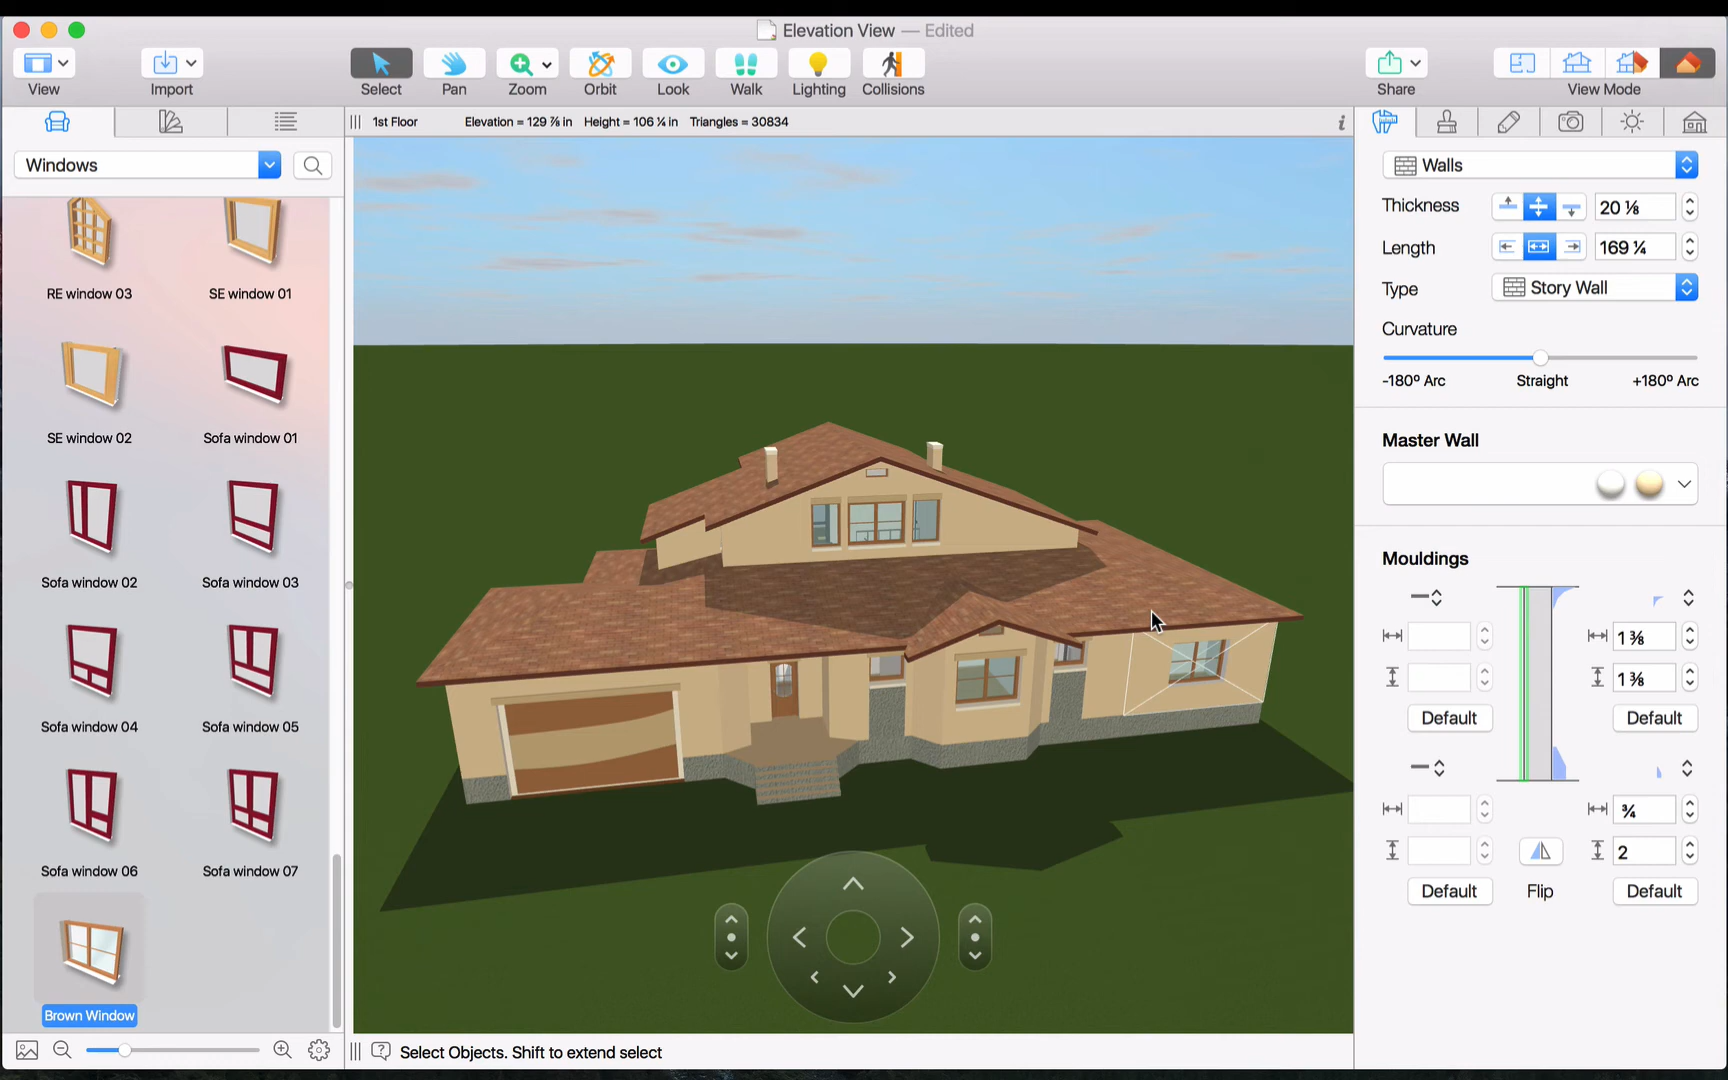 Elevation View — Edited
View
Import
Select
Pan
Zoom
Orbit
Look
Walk
Lighting
Collisions
Share
View Mode
1st Floor
Elevation = 129 ⅞ in Height = 106 ¼ in Triangles = 30834
i
Windows
RE window 03
SE window 01
SE window 02
Sofa window 01
Sofa window 02
Sofa window 03
Sofa window 04
Sofa window 05
Sofa window 06
Sofa window 07
Brown Window
Select Objects. Shift to extend select
Walls
Thickness
20 ⅛
Length
169 ¼
Type
Story Wall
Curvature
-180º Arc
Straight
+180º Arc
Master Wall
Mouldings
1 ⅜
1 ⅜
Default
Default
¾
2
Default
Flip
Default